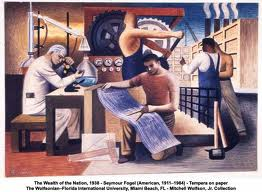 The Wealth of the Nation, 1938 - Seymour Fogel (American, 1911–1984) - Tempera on paper
The Wolfsonian–Florida International University, Miami Beach, FL - Mitchell Wolfson, Jr. Collection